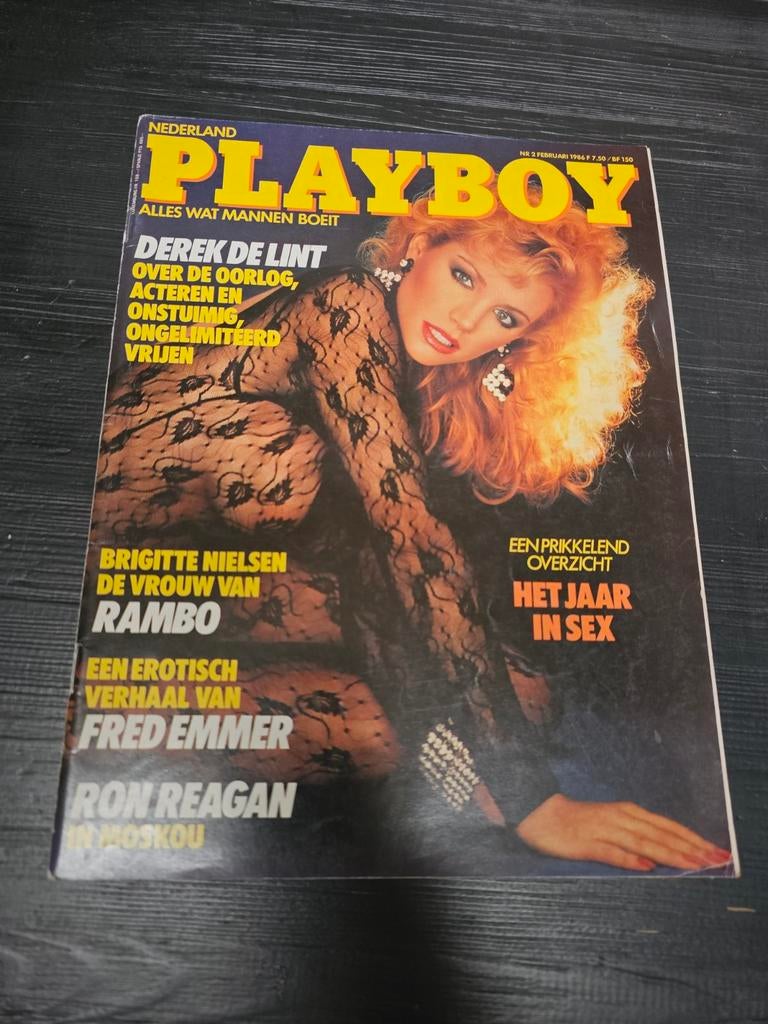 NEDERLAND
NR 2 FEBRUARI 1986 F 7.50 / BF 150
PLAYBOY
ALLES WAT MANNEN BOEIT
DEREK DE LINT
OVER DE OORLOG,
ACTEREN EN
ONSTUIMIG,
ONGELIMITEERD
VRIJEN
EEN PRIKKELEND
OVERZICHT
HET JAAR
IN SEX
BRIGITTE NIELSEN
DE VROUW VAN
RAMBO
EEN EROTISCH
VERHAAL VAN
FRED EMMER
RON REAGAN
IN MOSKOU